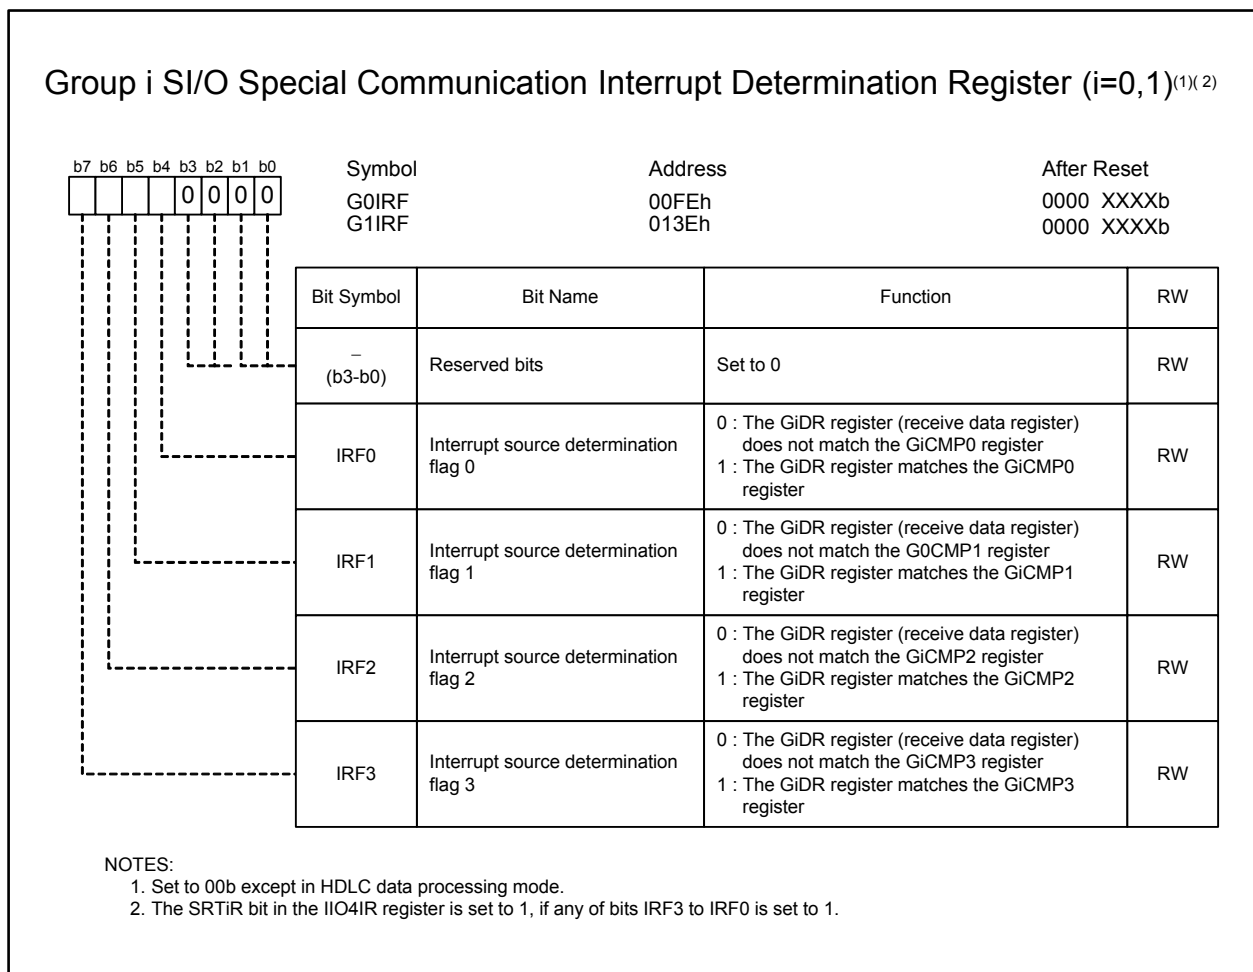 Group i SI/O Special Communication Interrupt Determination Register (i=0,1)(1)( 2)
b7 b6 b5 b4 b3 b2 b1 b0
0 0 0 0
Symbol Address After Reset
G0IRF 00FEh 0000 XXXXb
G1IRF 013Eh 0000 XXXXb
Bit Symbol Bit Name Function RW
–
(b3-b0) Reserved bits Set to 0 RW
IRF0 Interrupt source determination
flag 0
0 : The GiDR register (receive data register)
does not match the GiCMP0 register
1 : The GiDR register matches the GiCMP0
register
RW
IRF1 Interrupt source determination
flag 1
0 : The GiDR register (receive data register)
does not match the G0CMP1 register
1 : The GiDR register matches the GiCMP1
register
RW
IRF2 Interrupt source determination
flag 2
0 : The GiDR register (receive data register)
does not match the GiCMP2 register
1 : The GiDR register matches the GiCMP2
register
RW
IRF3 Interrupt source determination
flag 3
0 : The GiDR register (receive data register)
does not match the GiCMP3 register
1 : The GiDR register matches the GiCMP3
register
RW
NOTES:
1. Set to 00b except in HDLC data processing mode.
2. The SRTiR bit in the IIO4IR register is set to 1, if any of bits IRF3 to IRF0 is set to 1.